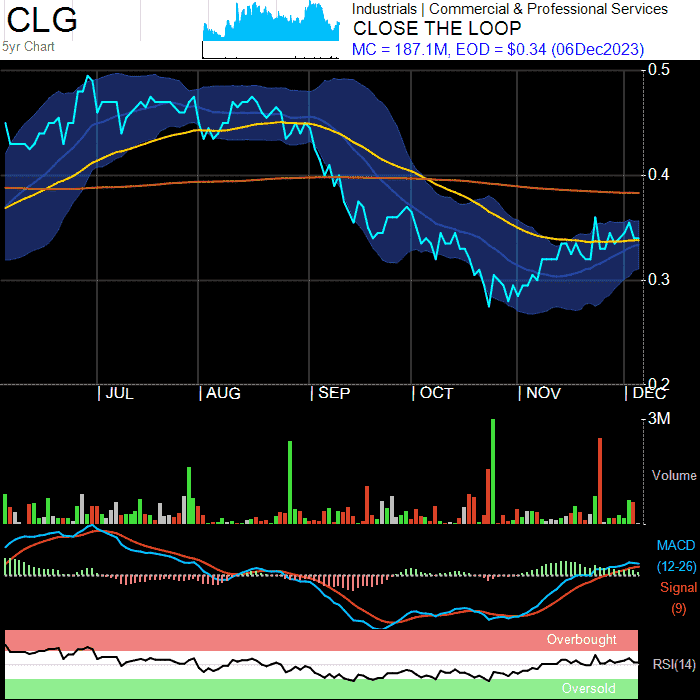 CLG
5yr Chart
Industrials | Commercial & Professional Services
CLOSE THE LOOP
MC = 187.1M, EOD = $0.34 (06Dec2023)
0.5
0.4
0.3
0.2
| JUL | AUG | SEP | OCT | NOV | DEC
3M
Volume
MACD
(12-26)
Signal
(9)
Overbought
RSI(14)
Oversold